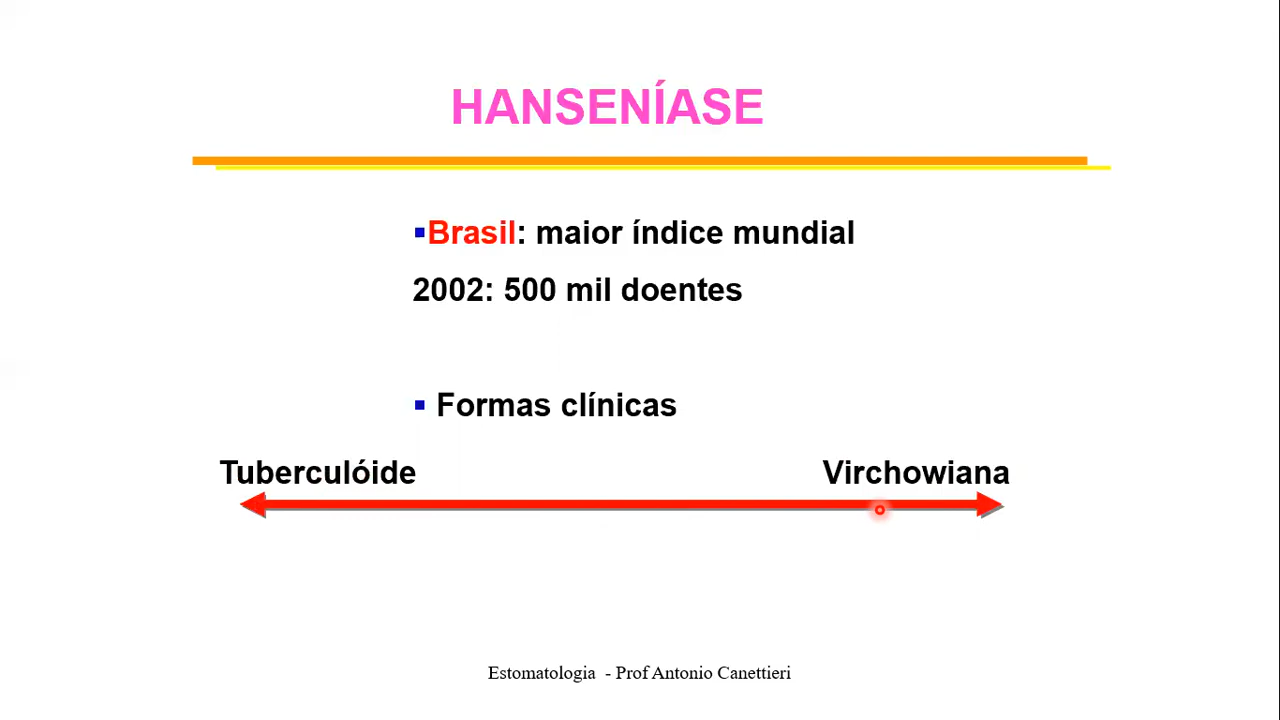 HANSENÍASE
▪Brasil: maior índice mundial
2002: 500 mil doentes
▪ Formas clínicas
Tuberculóide Virchowiana
Estomatologia - Prof Antonio Canettieri